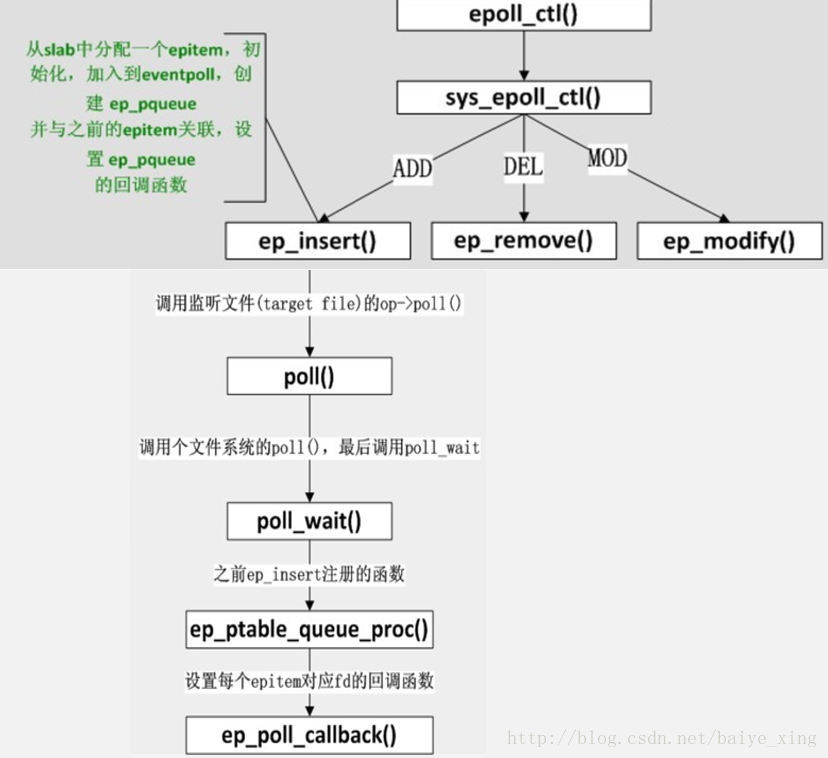 epoll_ctl()
从slab中分配一个epitem，初
始化，加入到eventpoll，创
建 ep_pqueue
并与之前的epitem关联，设
置 ep_pqueue
的回调函数
sys_epoll_ctl()
ADD
DEL
MOD
ep_insert()
ep_remove()
ep_modify()
调用监听文件(target file)的op->poll()
poll()
调用个文件系统的poll()，最后调用poll_wait
poll_wait()
之前ep_insert注册的函数
ep_ptable_queue_proc()
设置每个epitem对应fd的回调函数
ep_poll_callback()
http://blog.csdn.net/baiye_xing